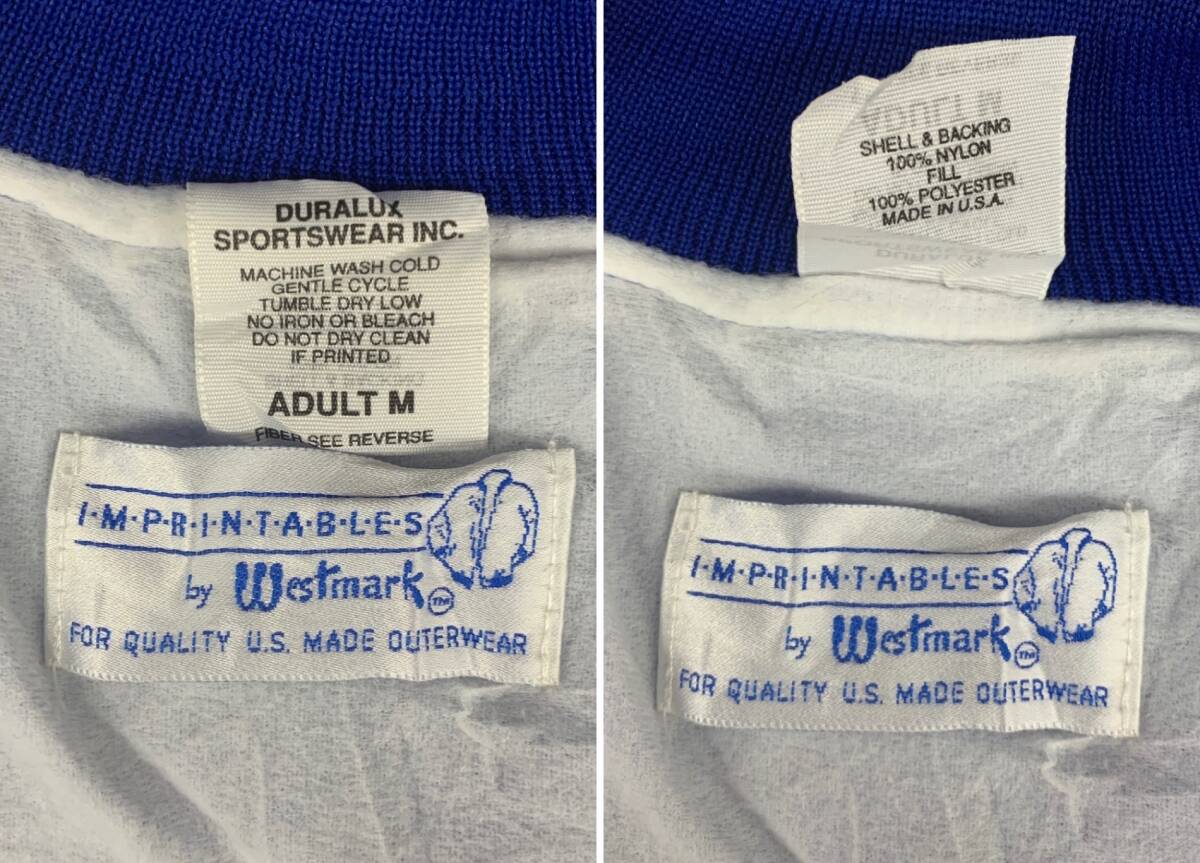 DURALUX
SPORTSWEAR INC.
MACHINE WASH COLD
GENTLE CYCLE
TUMBLE DRY LOW
NO IRON OR BLEACH
DO NOT DRY CLEAN
IF PRINTED
ADULT M
FIBER SEE REVERSE
I·M·P·R·I·N·T·A·B·L·E·S
by Westmark TM
FOR QUALITY U.S. MADE OUTERWEAR
SHELL & BACKING
100% NYLON
FILL
100% POLYESTER
MADE IN U.S.A.
I·M·P·R·I·N·T·A·B·L·E·S
by Westmark TM
FOR QUALITY U.S. MADE OUTERWEAR